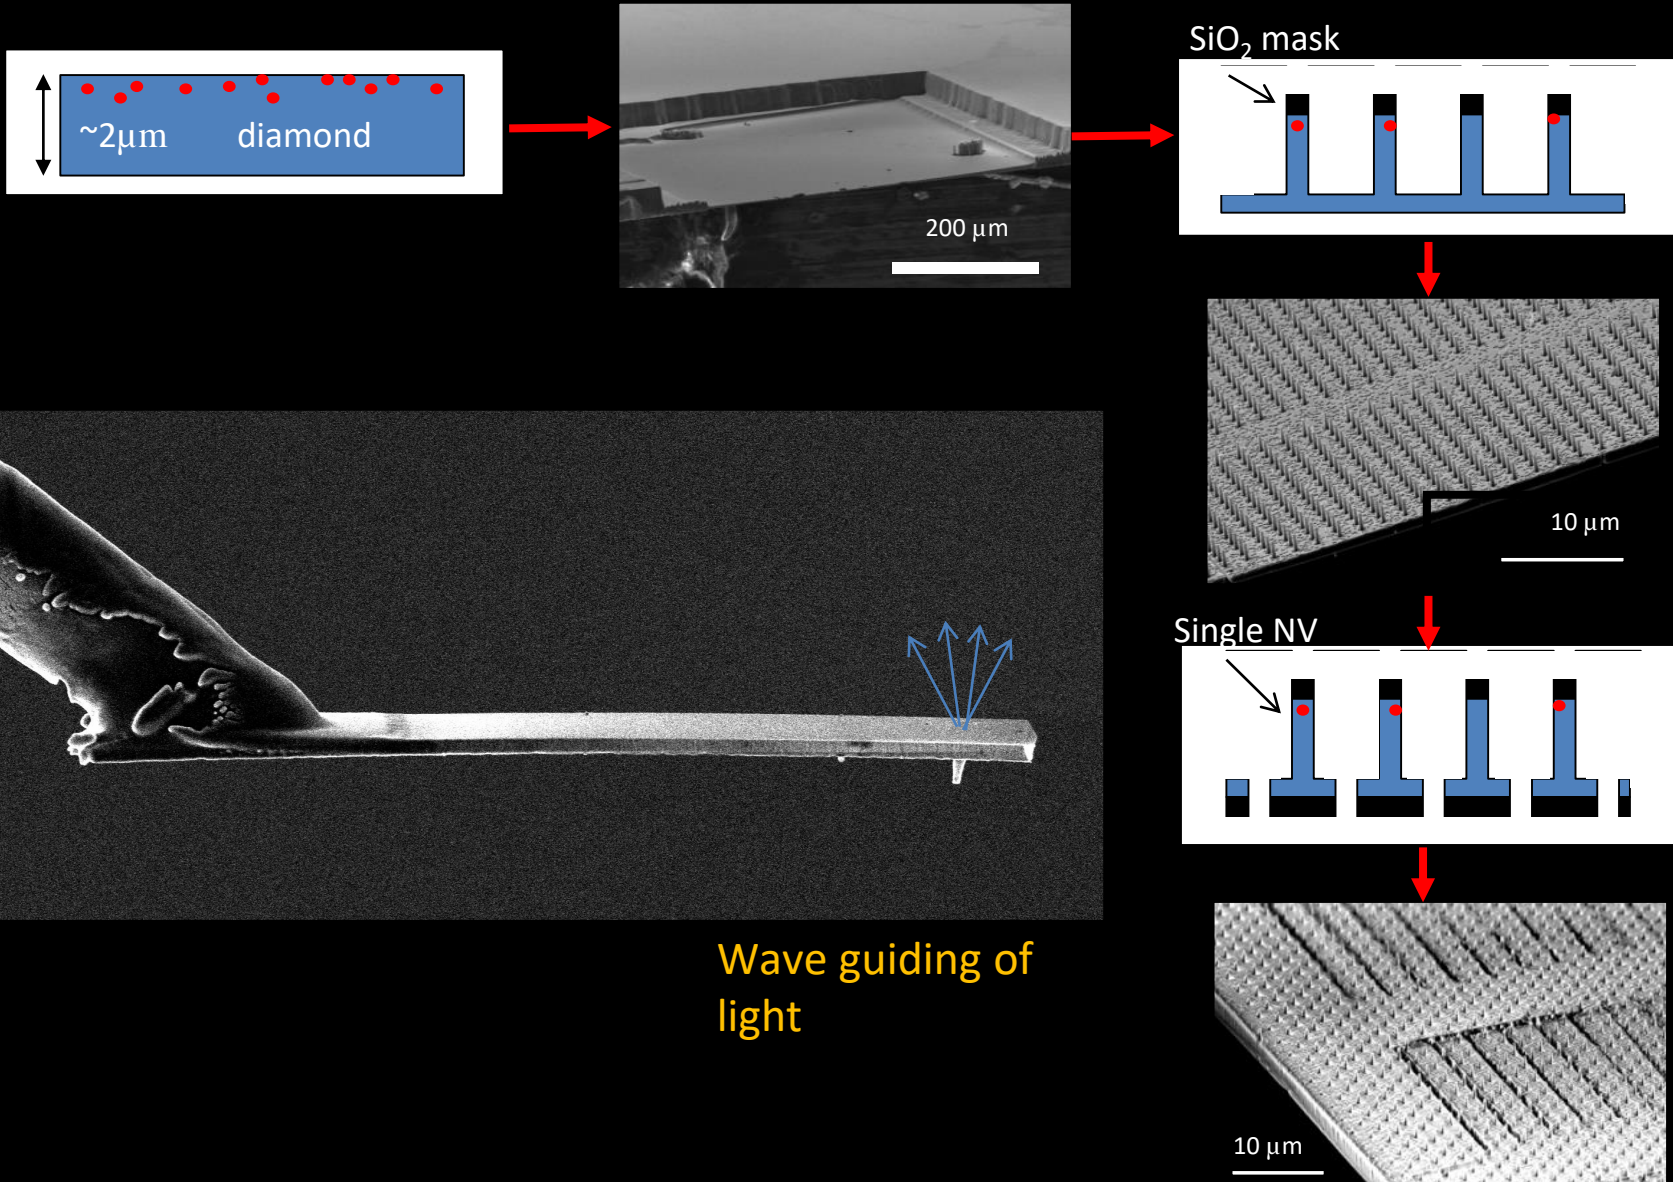 SiO₂ mask
~2μm diamond
200 μm
10 μm
Single NV
Wave guiding of
light
10 μm